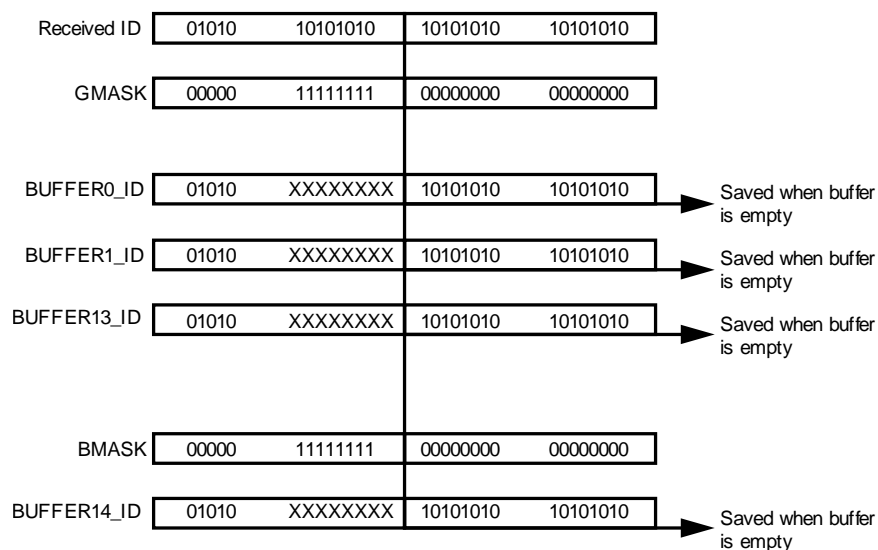 Received ID 01010 10101010 10101010 10101010
GMASK 00000 11111111 00000000 00000000
BUFFER0_ID 01010 XXXXXXXX 10101010 10101010
Saved when buffer
is empty
BUFFER1_ID 01010 XXXXXXXX 10101010 10101010
Saved when buffer
is empty
BUFFER13_ID 01010 XXXXXXXX 10101010 10101010
Saved when buffer
is empty
BMASK 00000 11111111 00000000 00000000
BUFFER14_ID 01010 XXXXXXXX 10101010 10101010
Saved when buffer
is empty